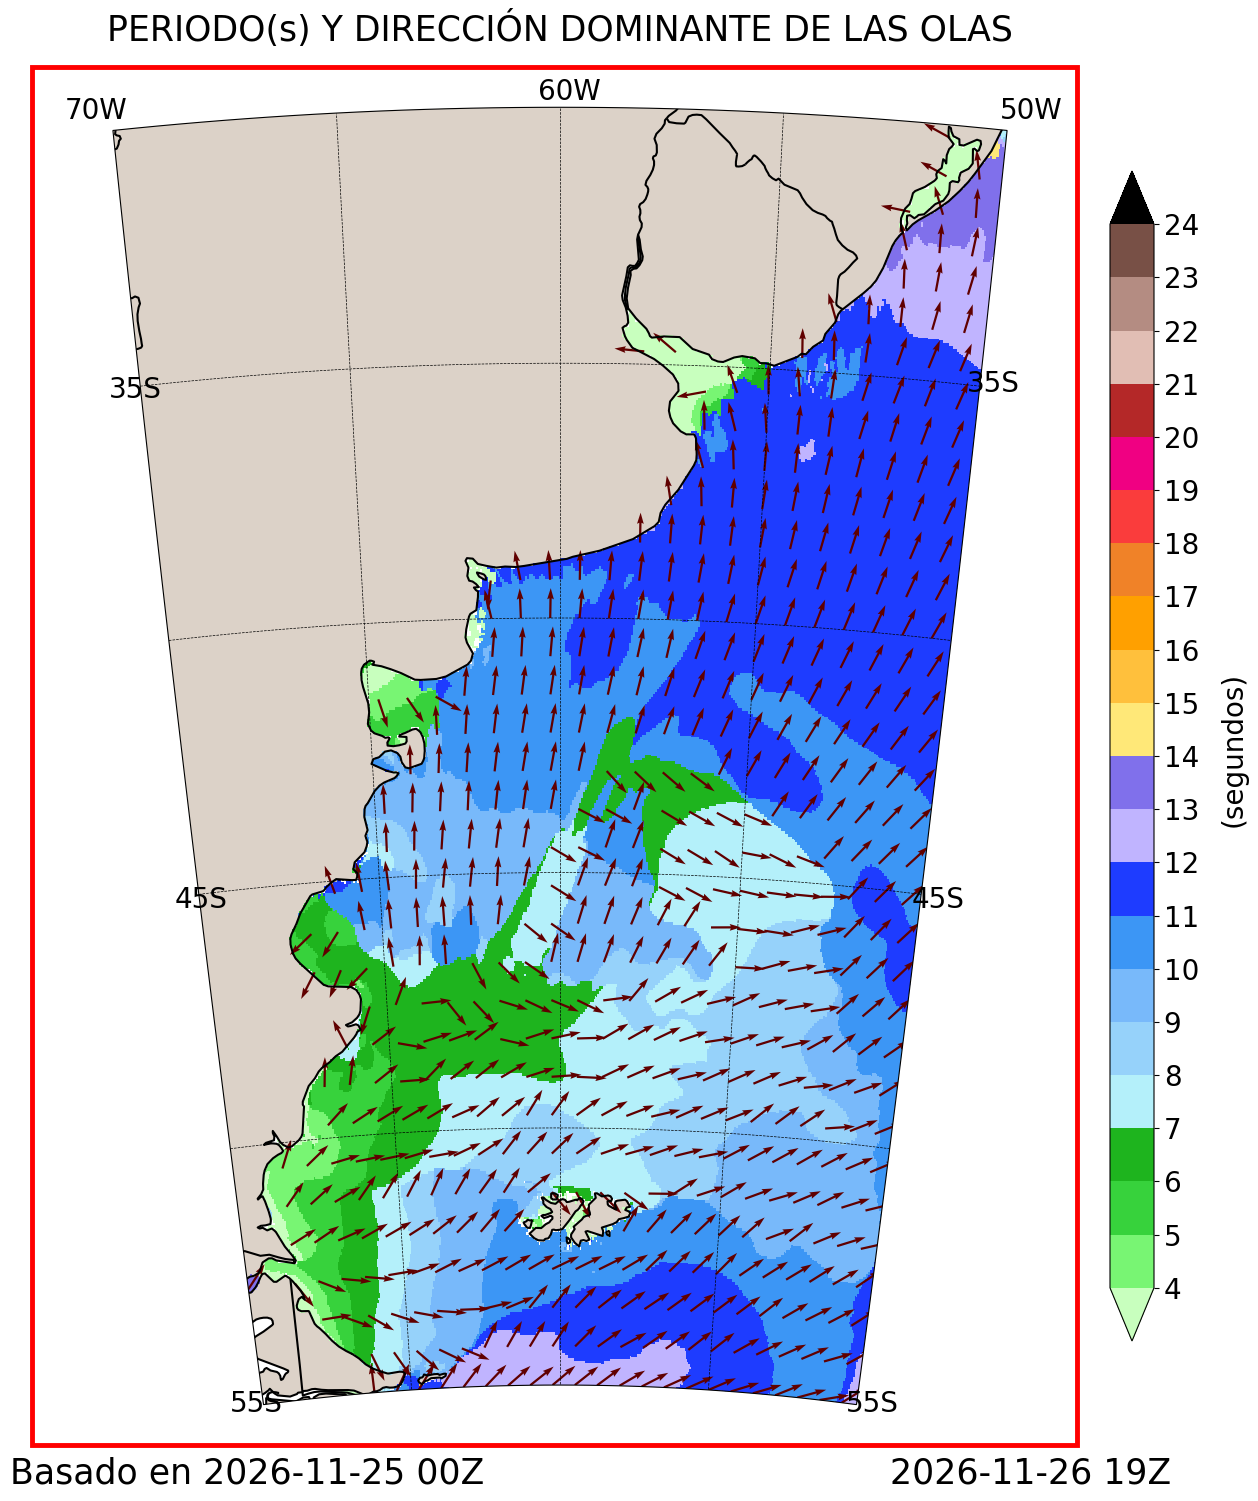 PERIODO(s) Y DIRECCIÓN DOMINANTE DE LAS OLAS
70W
60W
50W
35S
35S
45S
45S
55S
55S
24
23
22
21
20
19
18
17
16
15
14
13
12
11
10
9
8
7
6
5
4
(segundos)
Basado en 2026-11-25 00Z
2026-11-26 19Z